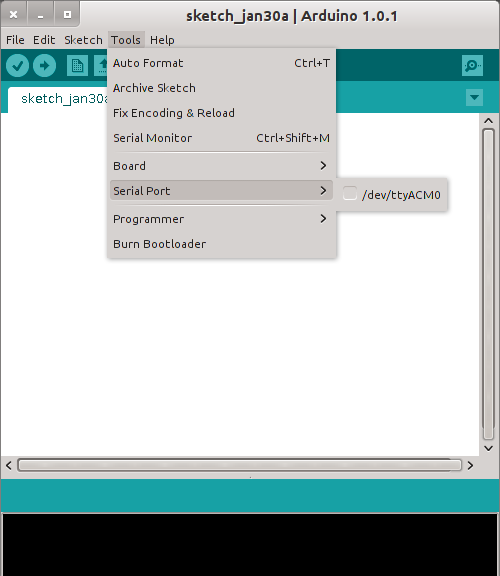 sketch_jan30a | Arduino 1.0.1
File Edit Sketch Tools Help
sketch_jan30a
Auto Format Ctrl+T
Archive Sketch
Fix Encoding & Reload
Serial Monitor Ctrl+Shift+M
Board
Serial Port
/dev/ttyACM0
Programmer
Burn Bootloader